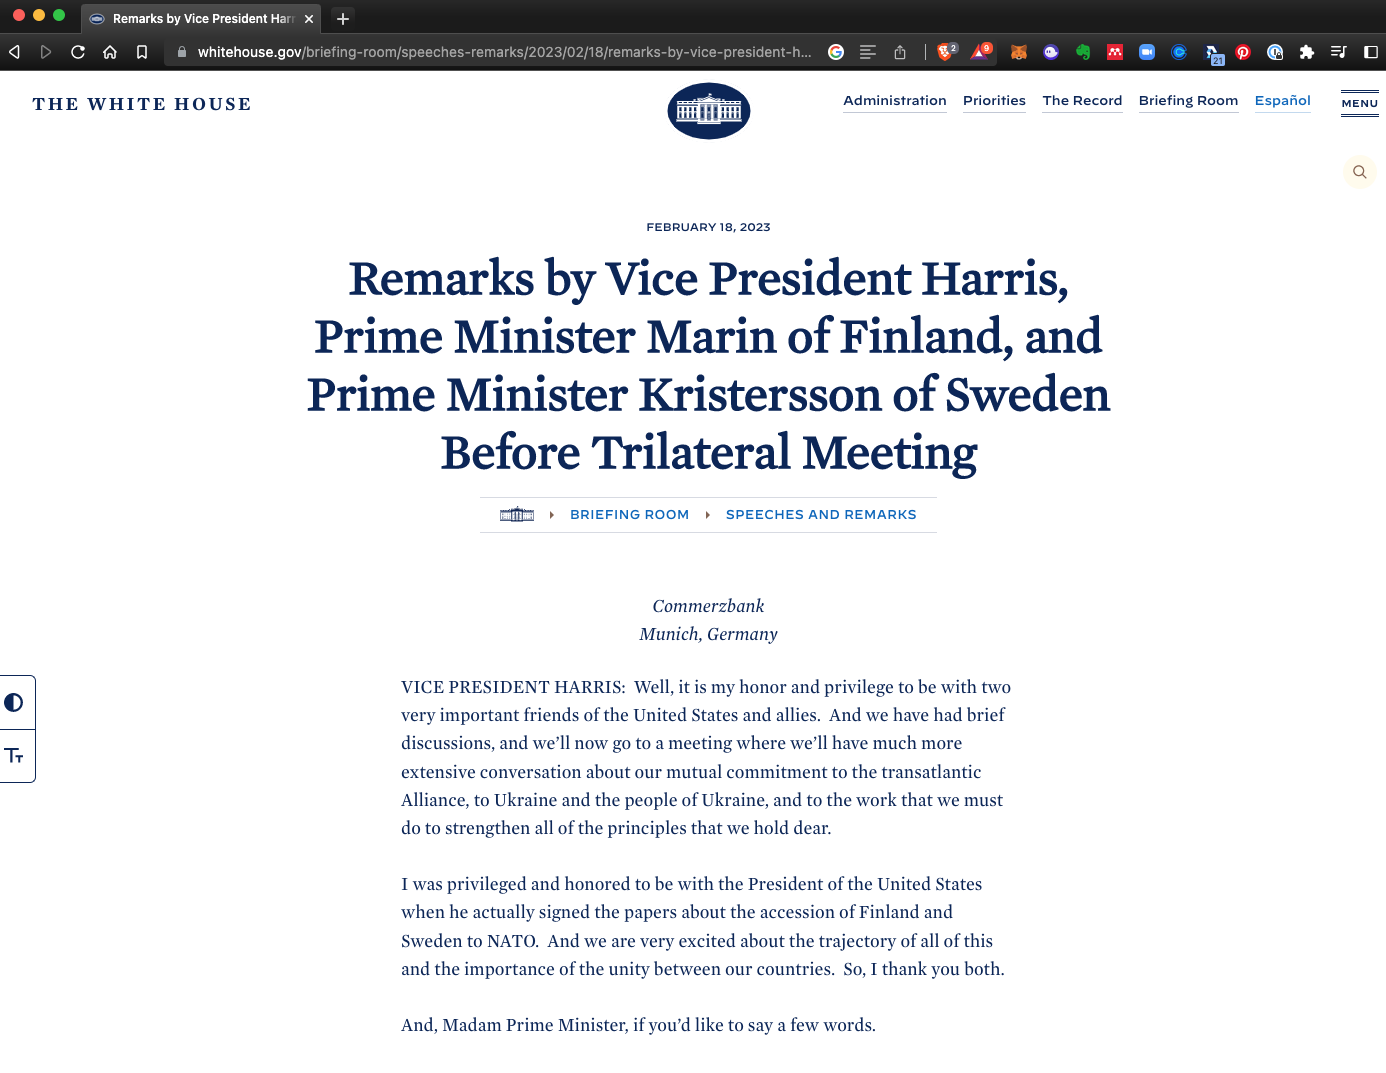 Remarks by Vice President Harr
whitehouse.gov/briefing-room/speeches-remarks/2023/02/18/remarks-by-vice-president-h...
2
9
21
THE WHITE HOUSE
Administration
Priorities
The Record
Briefing Room
Español
MENU
FEBRUARY 18, 2023
Remarks by Vice President Harris,
Prime Minister Marin of Finland, and
Prime Minister Kristersson of Sweden
Before Trilateral Meeting
BRIEFING ROOM
SPEECHES AND REMARKS
Commerzbank
Munich, Germany
VICE PRESIDENT HARRIS:  Well, it is my honor and privilege to be with two
very important friends of the United States and allies.  And we have had brief
discussions, and we’ll now go to a meeting where we’ll have much more
extensive conversation about our mutual commitment to the transatlantic
Alliance, to Ukraine and the people of Ukraine, and to the work that we must
do to strengthen all of the principles that we hold dear.
I was privileged and honored to be with the President of the United States
when he actually signed the papers about the accession of Finland and
Sweden to NATO.  And we are very excited about the trajectory of all of this
and the importance of the unity between our countries.  So, I thank you both.
And, Madam Prime Minister, if you’d like to say a few words.
TT